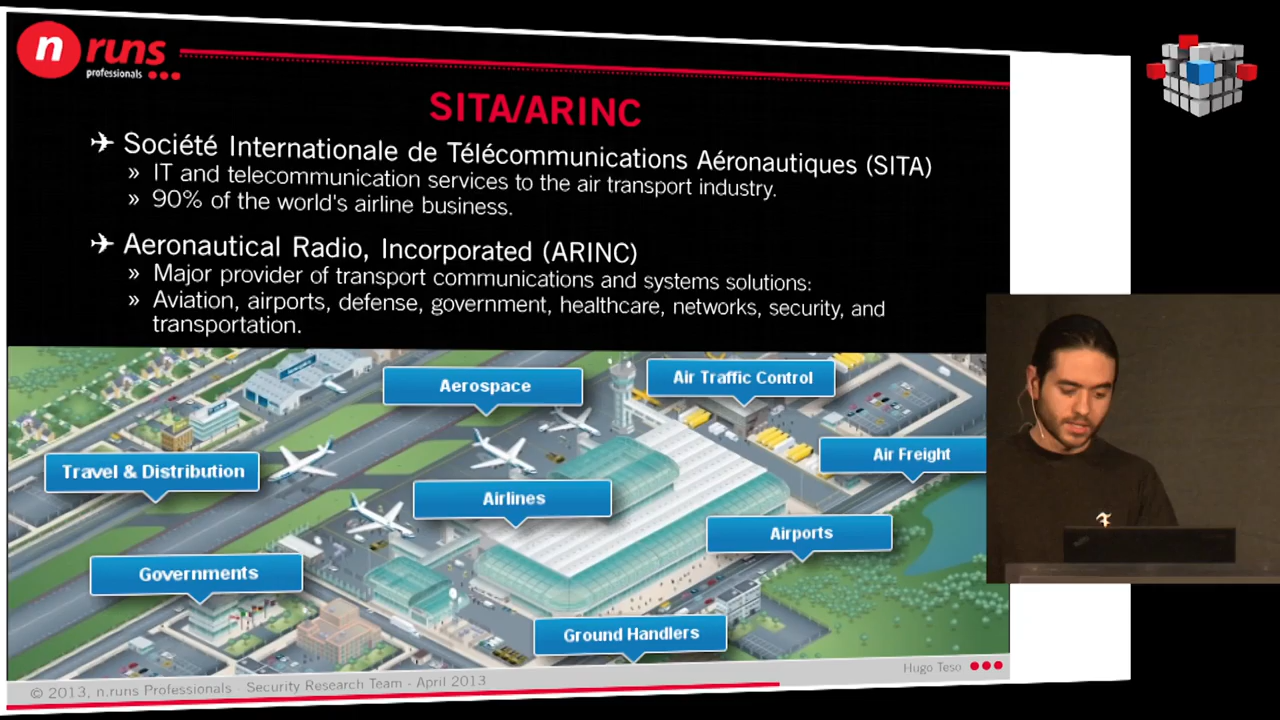 n runs
professionals
SITA/ARINC
Société Internationale de Télécommunications Aéronautiques (SITA)
» IT and telecommunication services to the air transport industry.
» 90% of the world's airline business.
Aeronautical Radio, Incorporated (ARINC)
» Major provider of transport communications and systems solutions:
» Aviation, airports, defense, government, healthcare, networks, security, and
transportation.
Aerospace
Air Traffic Control
Air Freight
Travel & Distribution
Airlines
Airports
Governments
Ground Handlers
Hugo Teso
© 2013, n.runs Professionals - Security Research Team - April 2013